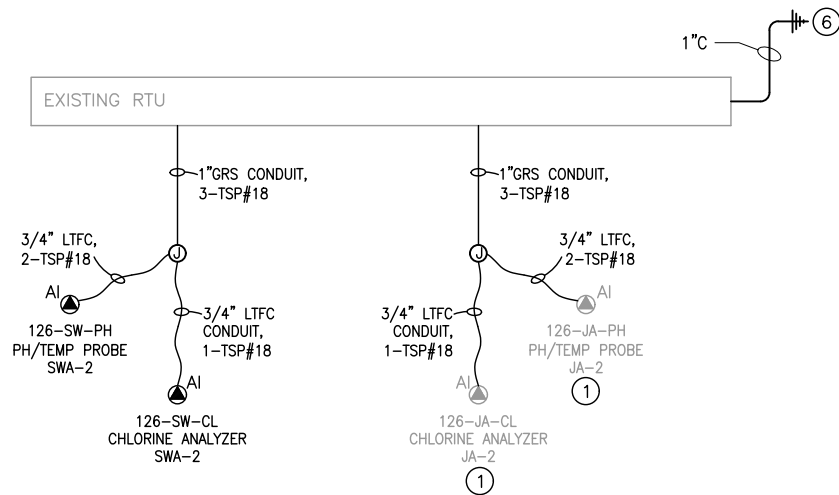 6
1"C
EXISTING RTU
1"GRS CONDUIT,
3-TSP#18
1"GRS CONDUIT,
3-TSP#18
3/4" LTFC,
2-TSP#18
J
AI
126-SW-PH
PH/TEMP PROBE
SWA-2
3/4" LTFC
CONDUIT,
1-TSP#18
AI
126-SW-CL
CHLORINE ANALYZER
SWA-2
J
3/4" LTFC,
2-TSP#18
AI
126-JA-PH
PH/TEMP PROBE
JA-2
1
3/4" LTFC
CONDUIT,
1-TSP#18
AI
126-JA-CL
CHLORINE ANALYZER
JA-2
1